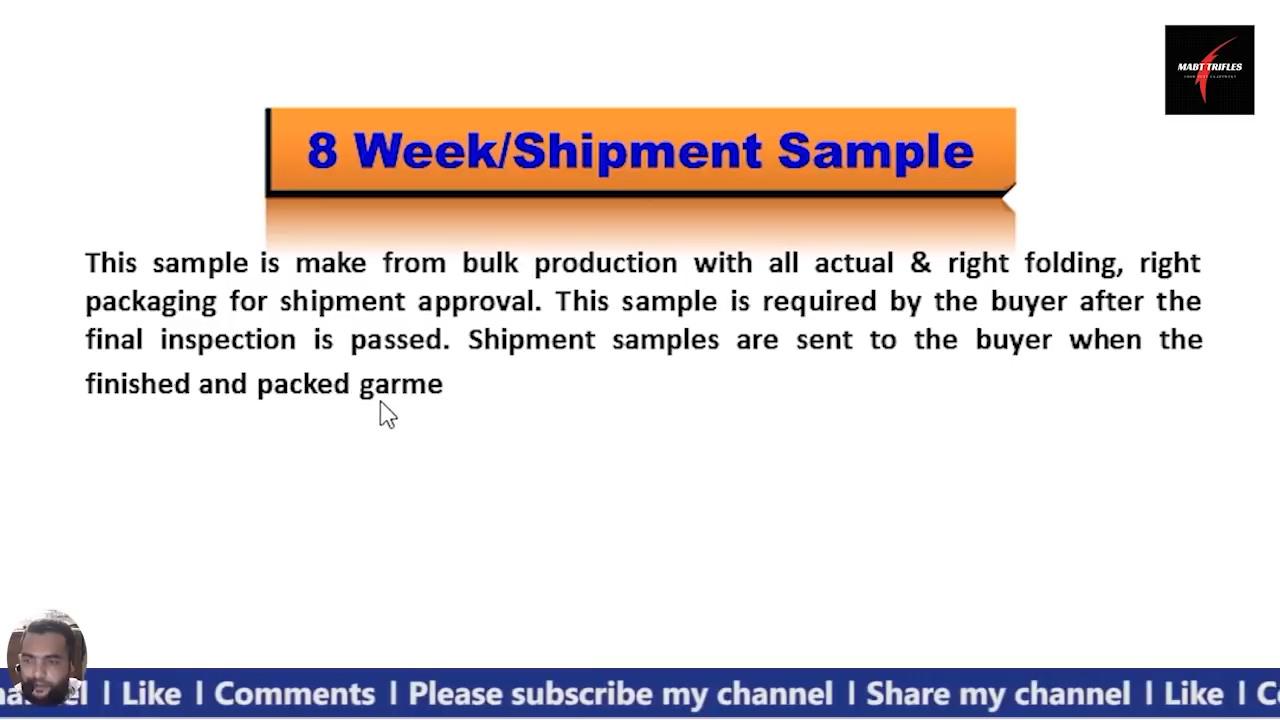 MABT TRIFLES
8 Week/Shipment Sample
This sample is make from bulk production with all actual & right folding, right
packaging for shipment approval. This sample is required by the buyer after the
final inspection is passed. Shipment samples are sent to the buyer when the
finished and packed garme
l Like l Comments l Please subscribe my channel l Share my channel l Like l